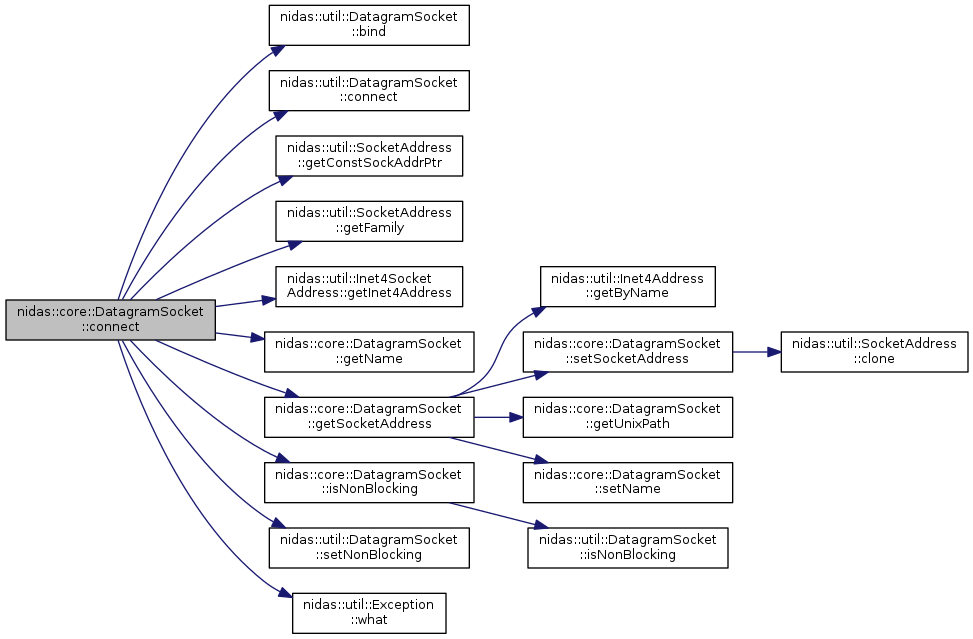 nidas::util::DatagramSocket
::bind
nidas::util::DatagramSocket
::connect
nidas::util::SocketAddress
::getConstSockAddrPtr
nidas::util::SocketAddress
::getFamily
nidas::util::Inet4Socket
Address::getInet4Address
nidas::core::DatagramSocket
::connect
nidas::core::DatagramSocket
::getName
nidas::core::DatagramSocket
::getSocketAddress
nidas::core::DatagramSocket
::isNonBlocking
nidas::util::DatagramSocket
::setNonBlocking
nidas::util::Exception
::what
nidas::util::Inet4Address
::getByName
nidas::core::DatagramSocket
::setSocketAddress
nidas::core::DatagramSocket
::getUnixPath
nidas::core::DatagramSocket
::setName
nidas::util::DatagramSocket
::isNonBlocking
nidas::util::SocketAddress
::clone